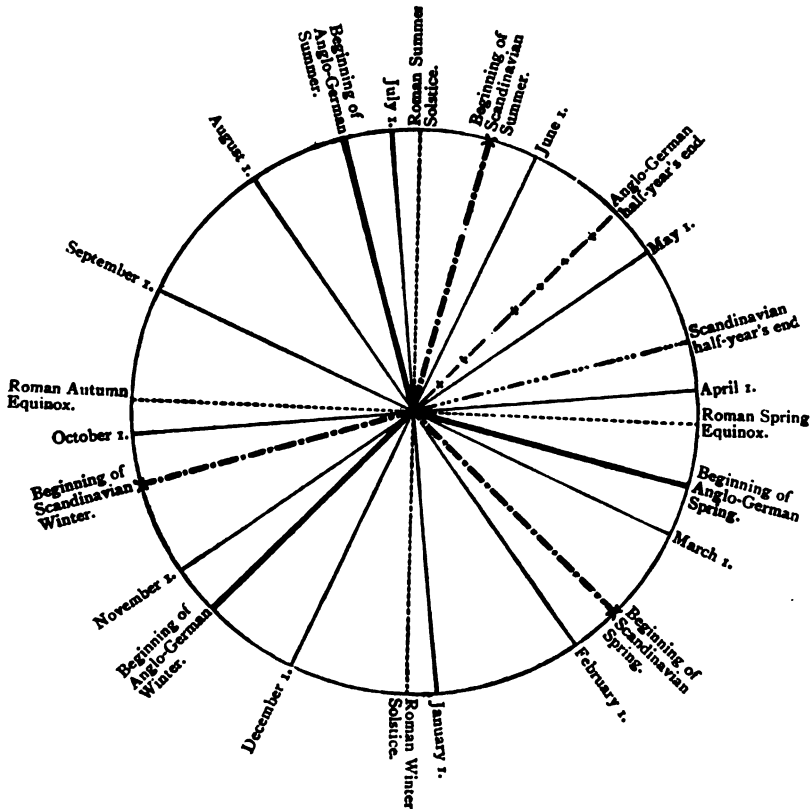 Beginning of
Anglo-German
Summer.
July 1.
Roman Summer
Solstice.
Beginning of
Scandinavian
Summer.
June 1.
Anglo-German
half-year's end.
May 1.
Scandinavian
half-year's end
April 1.
Roman Spring
Equinox.
Beginning of
Anglo-German
Spring.
March 1.
Beginning of
Scandinavian
Spring.
February 1.
January 1.
Roman Winter
Solstice.
December 1.
Beginning of
Anglo-German
Winter.
November 1.
Beginning of
Scandinavian
Winter.
October 1.
Roman Autumn
Equinox.
September 1.
August 1.